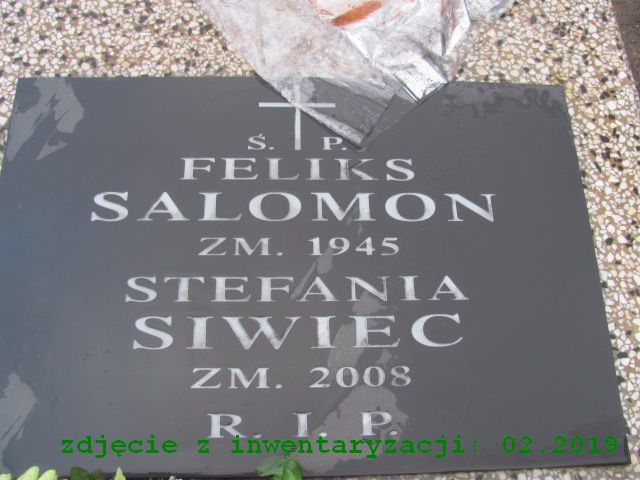 Ś. P.
FELIKS
SALOMON
ZM. 1945
STEFANIA
SIWIEC
ZM. 2008
R. I. P.
zdjęcie z inwentaryzacji: 02.2019